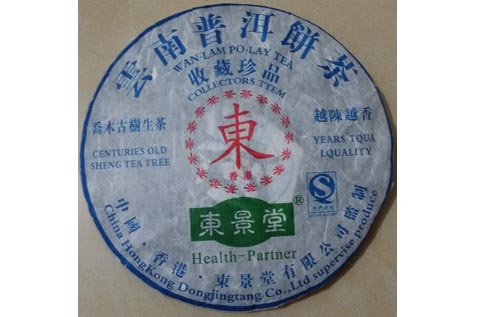 雲南普洱餅茶
WAN-LAM PO-LAY TEA
收藏珍品
COLLECTORS TTEM
喬木古樹生茶
CENTURIES OLD
SHENG TEA TREE
東
香港
越陳越香
YEARS TQUA
LQUALITY
東景堂®
Health-Partner
中國·香港·東景堂有限公司監制
China HongKong Dongjingtang Co.,Ltd supervise produce